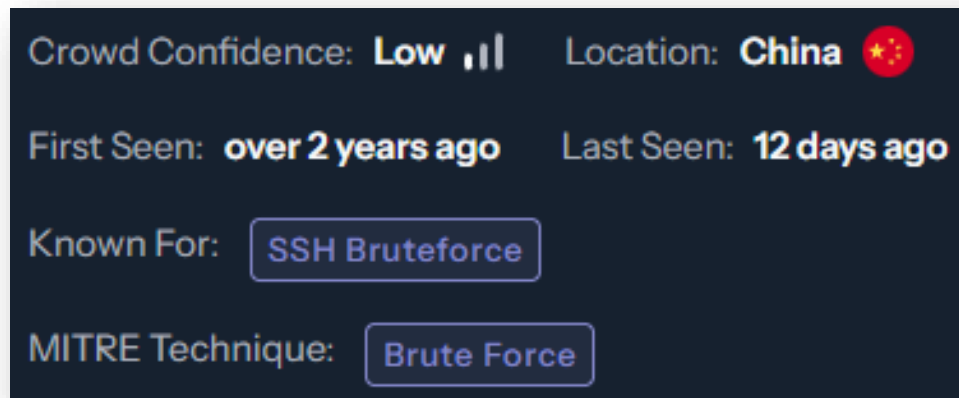 Crowd Confidence: Low Location: China
First Seen: over 2 years ago Last Seen: 12 days ago
Known For: SSH Bruteforce
MITRE Technique: Brute Force